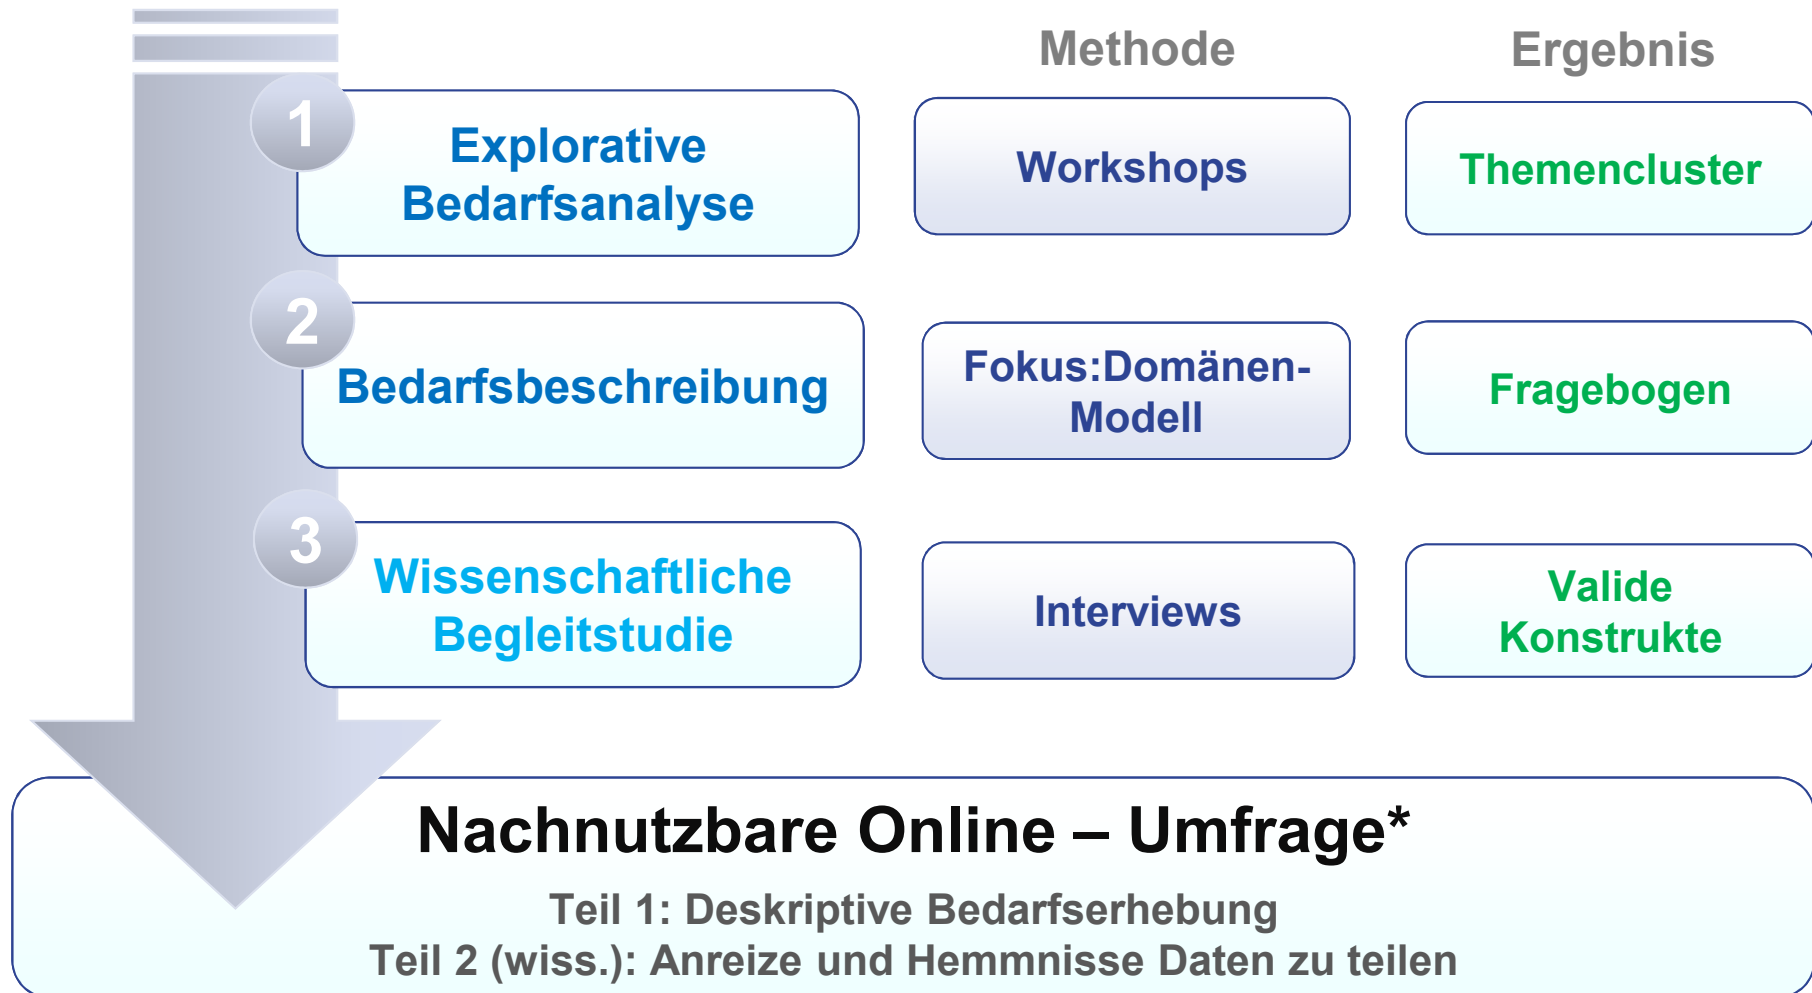 Methode
Ergebnis
1
Explorative
Bedarfsanalyse
Workshops
Themencluster
2
Bedarfsbeschreibung
Fokus:Domänen-
Modell
Fragebogen
3
Wissenschaftliche
Begleitstudie
Interviews
Valide
Konstrukte
Nachnutzbare Online – Umfrage*
Teil 1: Deskriptive Bedarfserhebung
Teil 2 (wiss.): Anreize und Hemmnisse Daten zu teilen